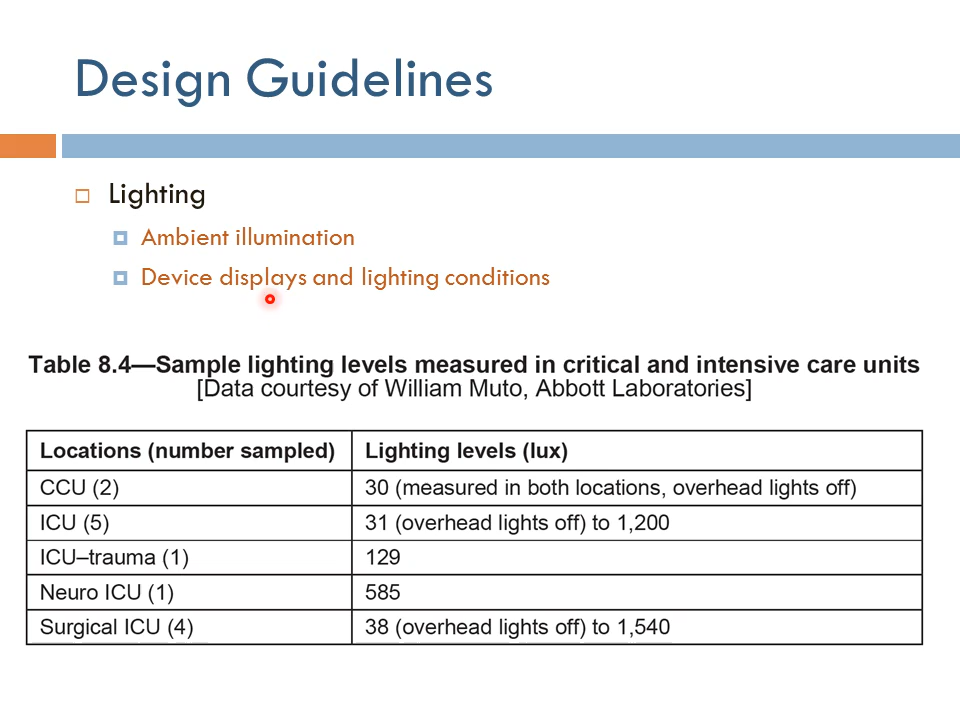 Design Guidelines
Lighting
Ambient illumination
Device displays and lighting conditions
Table 8.4—Sample lighting levels measured in critical and intensive care units
[Data courtesy of William Muto, Abbott Laboratories]
Locations (number sampled) Lighting levels (lux)
CCU (2) 30 (measured in both locations, overhead lights off)
ICU (5) 31 (overhead lights off) to 1,200
ICU–trauma (1) 129
Neuro ICU (1) 585
Surgical ICU (4) 38 (overhead lights off) to 1,540